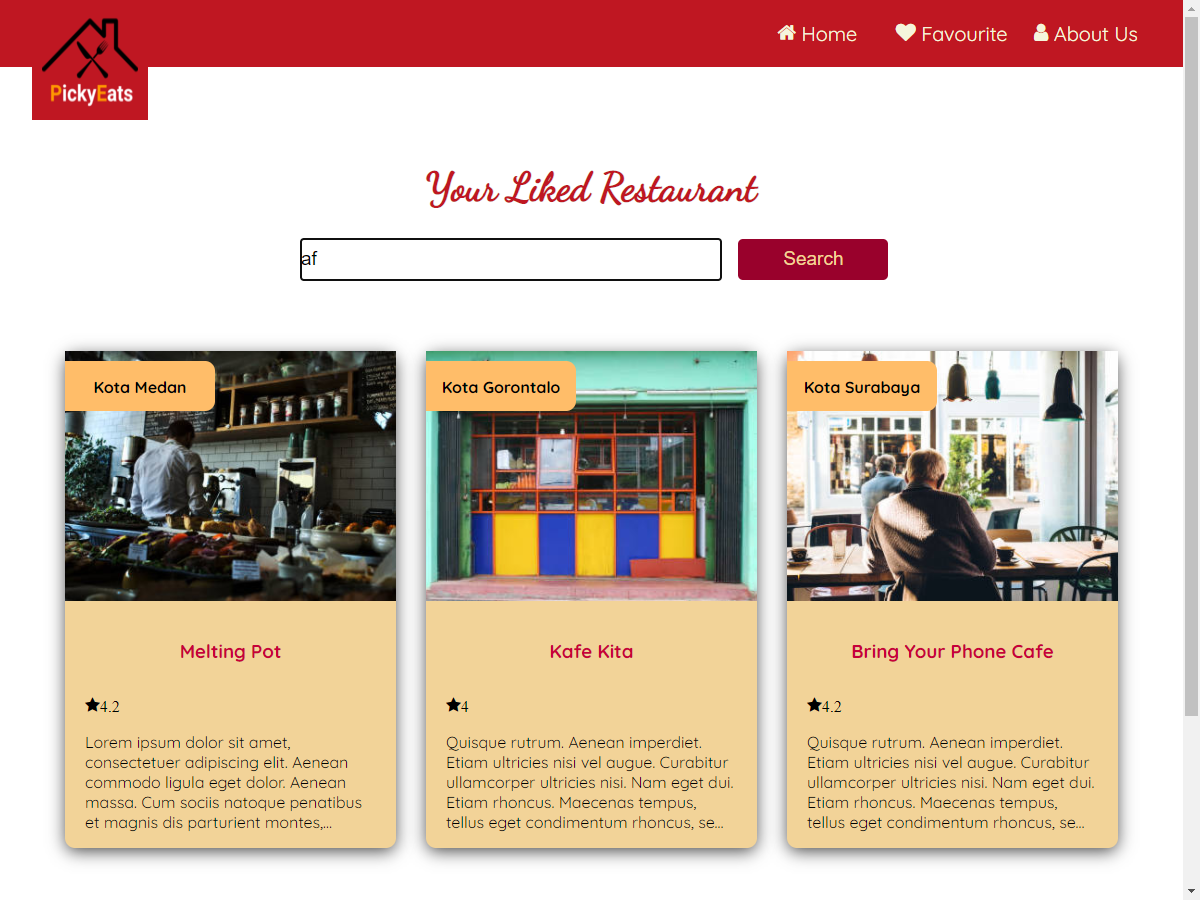 Home
Favourite
About Us
PickyEats
Your Liked Restaurant
af
Search
Kota Medan
Kota Gorontalo
Kota Surabaya
Melting Pot
4.2
Lorem ipsum dolor sit amet,
consectetuer adipiscing elit. Aenean
commodo ligula eget dolor. Aenean
massa. Cum sociis natoque penatibus
et magnis dis parturient montes,...
Kafe Kita
4
Quisque rutrum. Aenean imperdiet.
Etiam ultricies nisi vel augue. Curabitur
ullamcorper ultricies nisi. Nam eget dui.
Etiam rhoncus. Maecenas tempus,
tellus eget condimentum rhoncus, se...
Bring Your Phone Cafe
4.2
Quisque rutrum. Aenean imperdiet.
Etiam ultricies nisi vel augue. Curabitur
ullamcorper ultricies nisi. Nam eget dui.
Etiam rhoncus. Maecenas tempus,
tellus eget condimentum rhoncus, se...